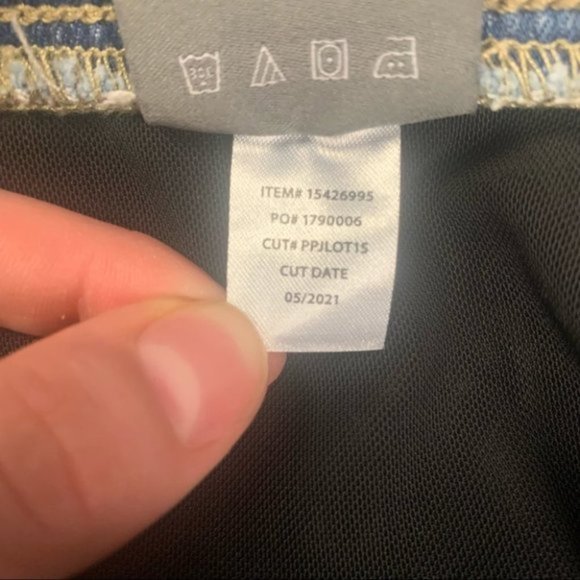 ITEM# 15426995
PO# 1790006
CUT# PPJLOT15
CUT DATE
05/2021